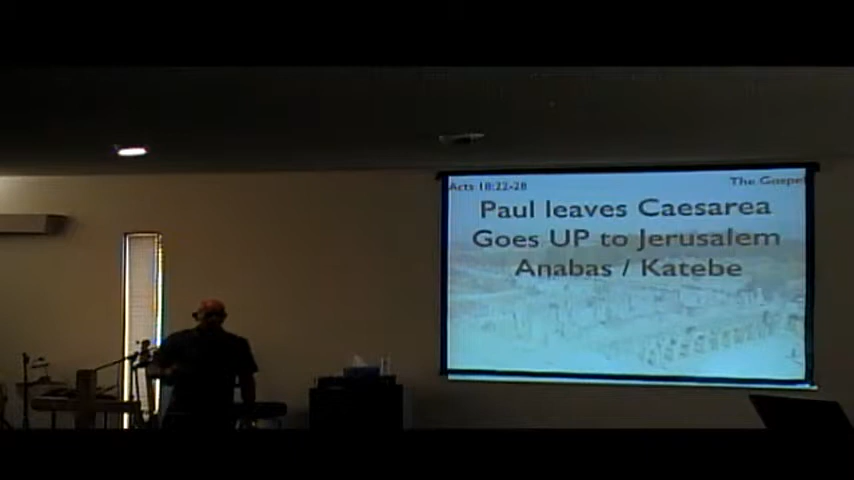 Acts 18:22-28
The Gospel
Paul leaves Caesarea
Goes UP to Jerusalem
Anabas / Katebe